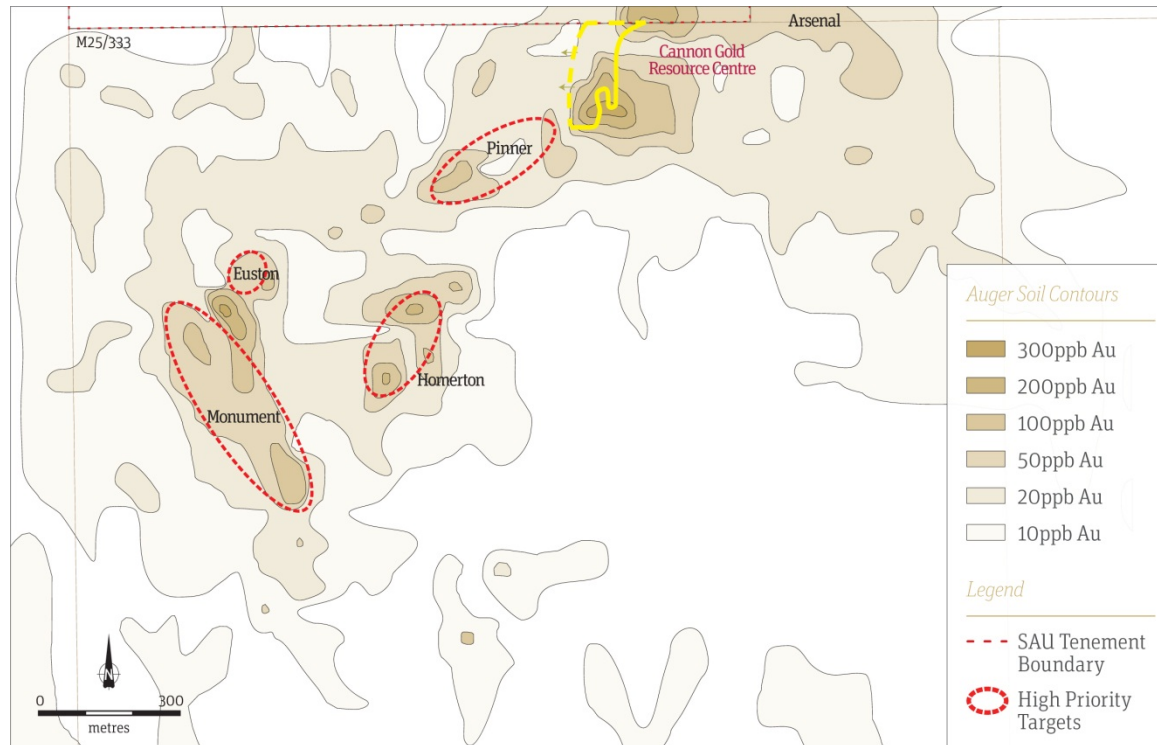 Arsenal
M25/333
Cannon Gold
Resource Centre
Pinner
Euston
Homerton
Monument
Auger Soil Contours
300ppb Au
200ppb Au
100ppb Au
50ppb Au
20ppb Au
10ppb Au
Legend
SAU Tenement
Boundary
High Priority
Targets
N
0 300
metres